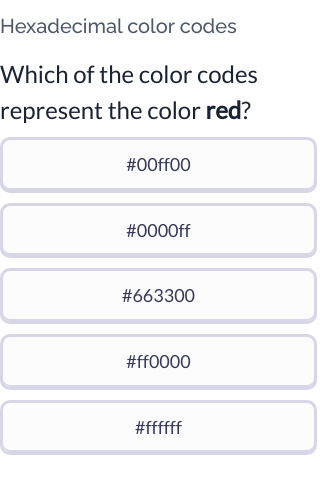 Hexadecimal color codes
Which of the color codes
represent the color red?
#00ff00
#0000ff
#663300
#ff0000
#ffffff